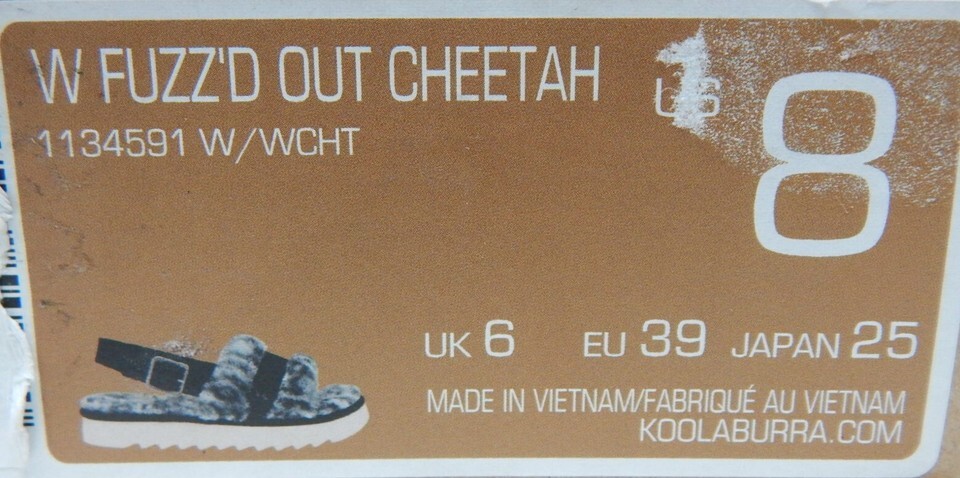 W FUZZ'D OUT CHEETAH
1134591 W/WCHT
US 8
UK 6 EU 39 JAPAN 25
MADE IN VIETNAM/FABRIQUÉ AU VIETNAM
KOOLABURRA.COM